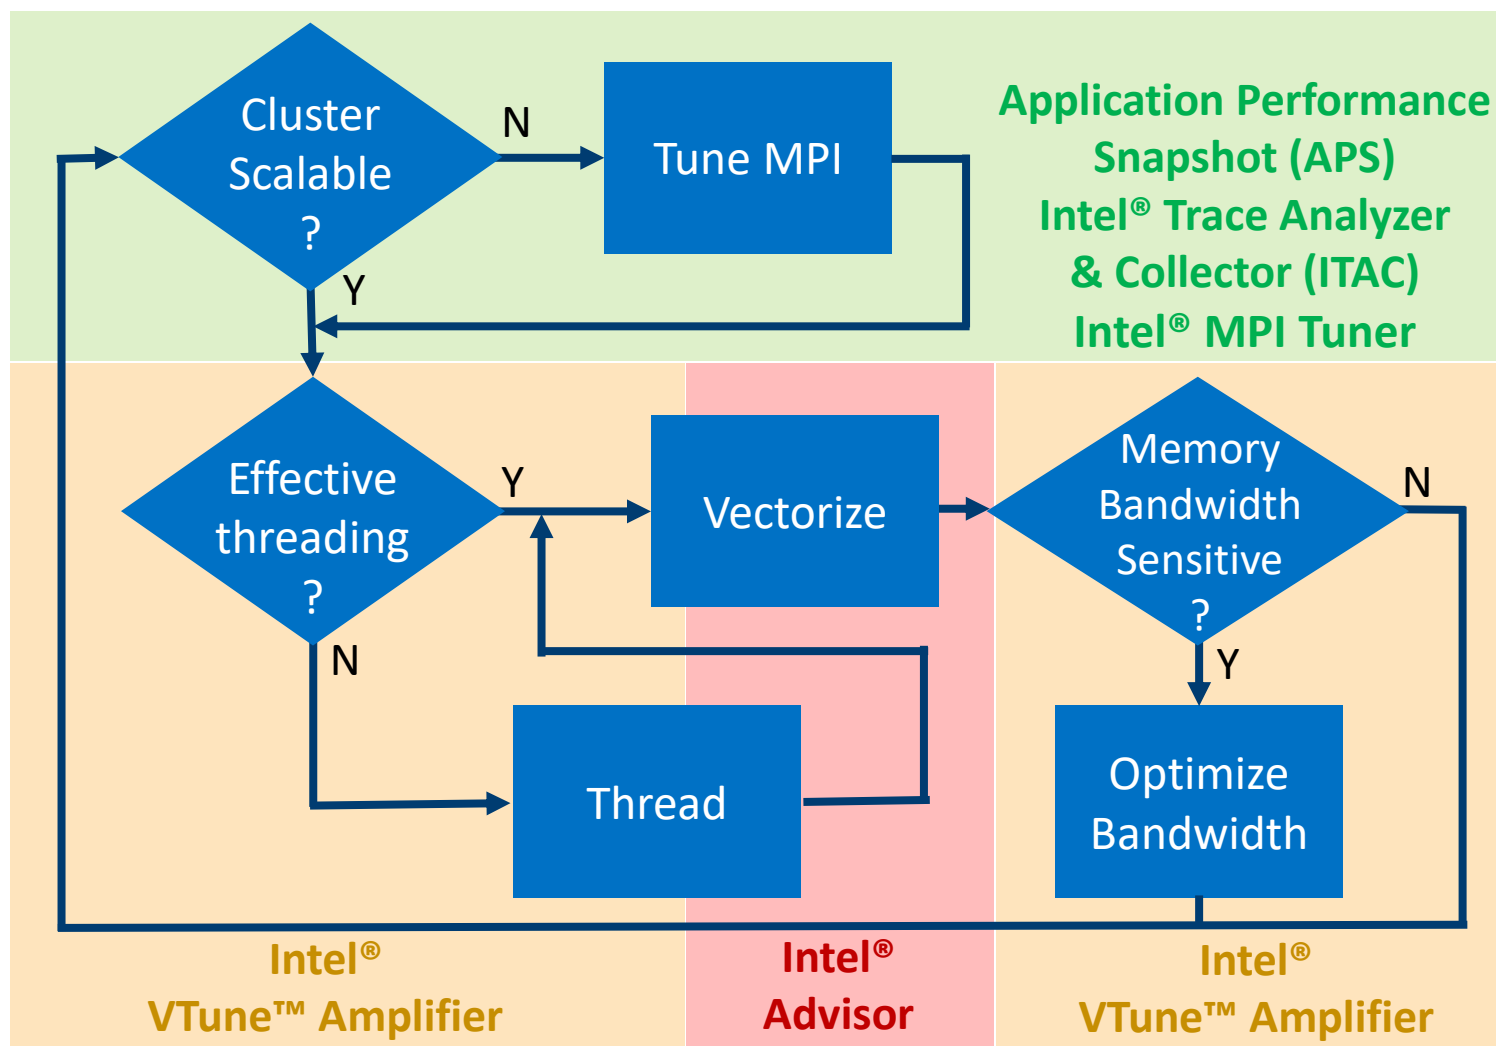 Cluster
Scalable
?
N
Tune MPI
Y
Application Performance
Snapshot (APS)
Intel® Trace Analyzer
& Collector (ITAC)
Intel® MPI Tuner
Effective
threading
?
Y
N
Vectorize
Thread
Memory
Bandwidth
Sensitive
?
N
Y
Optimize
Bandwidth
Intel®
VTune™ Amplifier
Intel®
Advisor
Intel®
VTune™ Amplifier